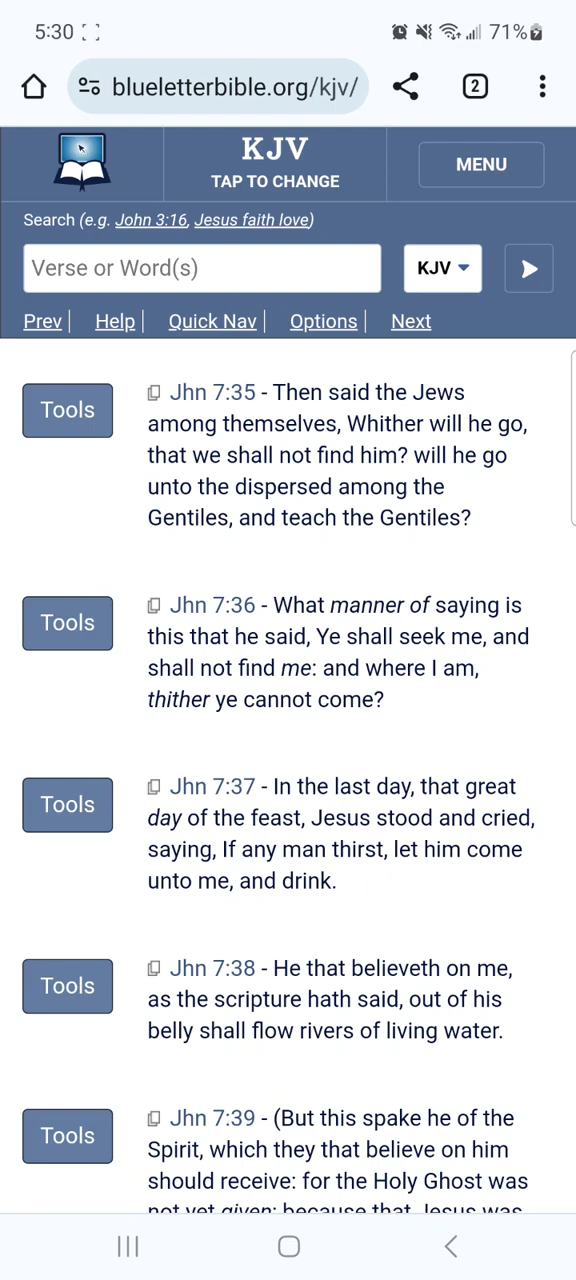 5:30
71%
blueletterbible.org/kjv/
2
KJV
TAP TO CHANGE
MENU
Search (e.g. John 3:16, Jesus faith love)
Verse or Word(s)
KJV
Prev | Help | Quick Nav | Options | Next
Tools
Jhn 7:35 - Then said the Jews
among themselves, Whither will he go,
that we shall not find him? will he go
unto the dispersed among the
Gentiles, and teach the Gentiles?
Tools
Jhn 7:36 - What manner of saying is
this that he said, Ye shall seek me, and
shall not find me: and where I am,
thither ye cannot come?
Tools
Jhn 7:37 - In the last day, that great
day of the feast, Jesus stood and cried,
saying, If any man thirst, let him come
unto me, and drink.
Tools
Jhn 7:38 - He that believeth on me,
as the scripture hath said, out of his
belly shall flow rivers of living water.
Tools
Jhn 7:39 - (But this spake he of the
Spirit, which they that believe on him
should receive: for the Holy Ghost was
not yet given; because that Jesus was